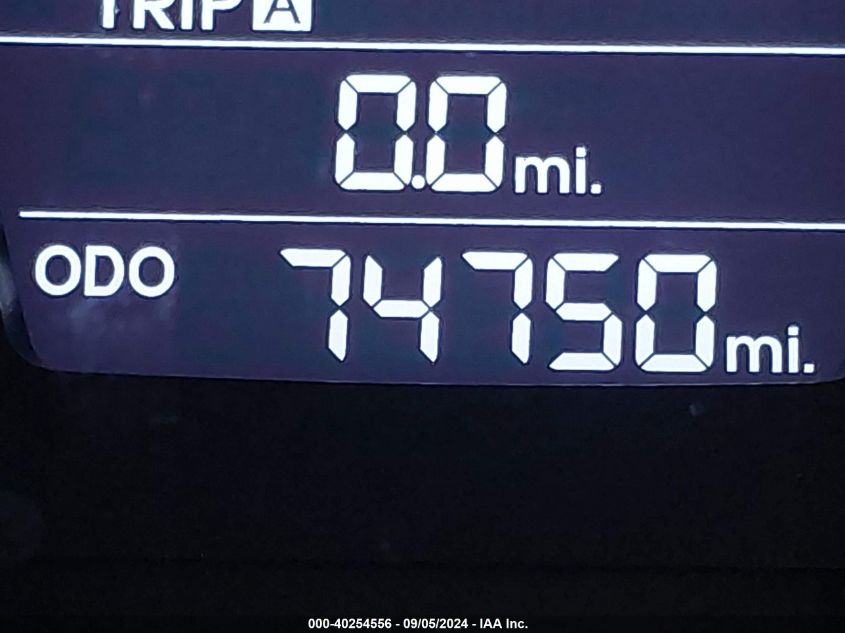 TRIP A
0.0 mi.
ODO 74750 mi.
000-40254556 - 09/05/2024 - IAA Inc.